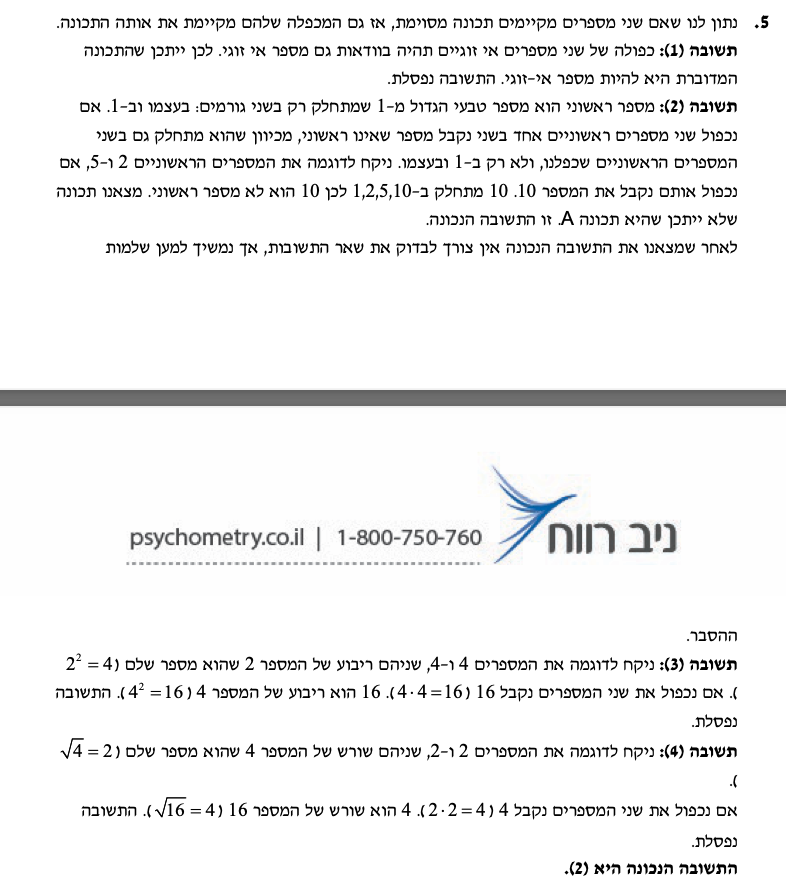 5. נתון לנו שאם שני מספרים מקיימים תכונה מסוימת, אז גם המכפלה שלהם מקיימת את אותה התכונה.
תשובה (1): כפולה של שני מספרים אי זוגיים תהיה בוודאות גם מספר אי זוגי. לכן ייתכן שהתכונה
המדוברת היא להיות מספר אי-זוגי. התשובה נפסלת.
תשובה (2): מספר ראשוני הוא מספר טבעי הגדול מ-1 שמתחלק רק בשני גורמים: בעצמו וב-1. אם
נכפול שני מספרים ראשוניים אחד בשני נקבל מספר שאינו ראשוני, מכיוון שהוא מתחלק גם בשני
המספרים הראשוניים שכפלנו, ולא רק ב-1 ובעצמו. ניקח לדוגמה את המספרים הראשוניים 2 ו-5, אם
נכפול אותם נקבל את המספר 10. 10 מתחלק ב-1,2,5,10 לכן 10 הוא לא מספר ראשוני. מצאנו תכונה
שלא ייתכן שהיא תכונה A. זו התשובה הנכונה.
לאחר שמצאנו את התשובה הנכונה אין צורך לבדוק את שאר התשובות, אך נמשיך למען שלמות
ניב רווח
psychometry.co.il | 1-800-750-760
ההסבר.
תשובה (3): ניקח לדוגמה את המספרים 4 ו-4, שניהם ריבוע של המספר 2 שהוא מספר שלם (2² = 4
). אם נכפול את שני המספרים נקבל 16 (4·4=16). 16 הוא ריבוע של המספר 4 (4² =16). התשובה
נפסלת.
תשובה (4): ניקח לדוגמה את המספרים 2 ו-2, שניהם שורש של המספר 4 שהוא מספר שלם (√4 = 2
).
אם נכפול את שני המספרים נקבל 4 (2·2=4). 4 הוא שורש של המספר 16 (√16 = 4). התשובה
נפסלת.
התשובה הנכונה היא (2).